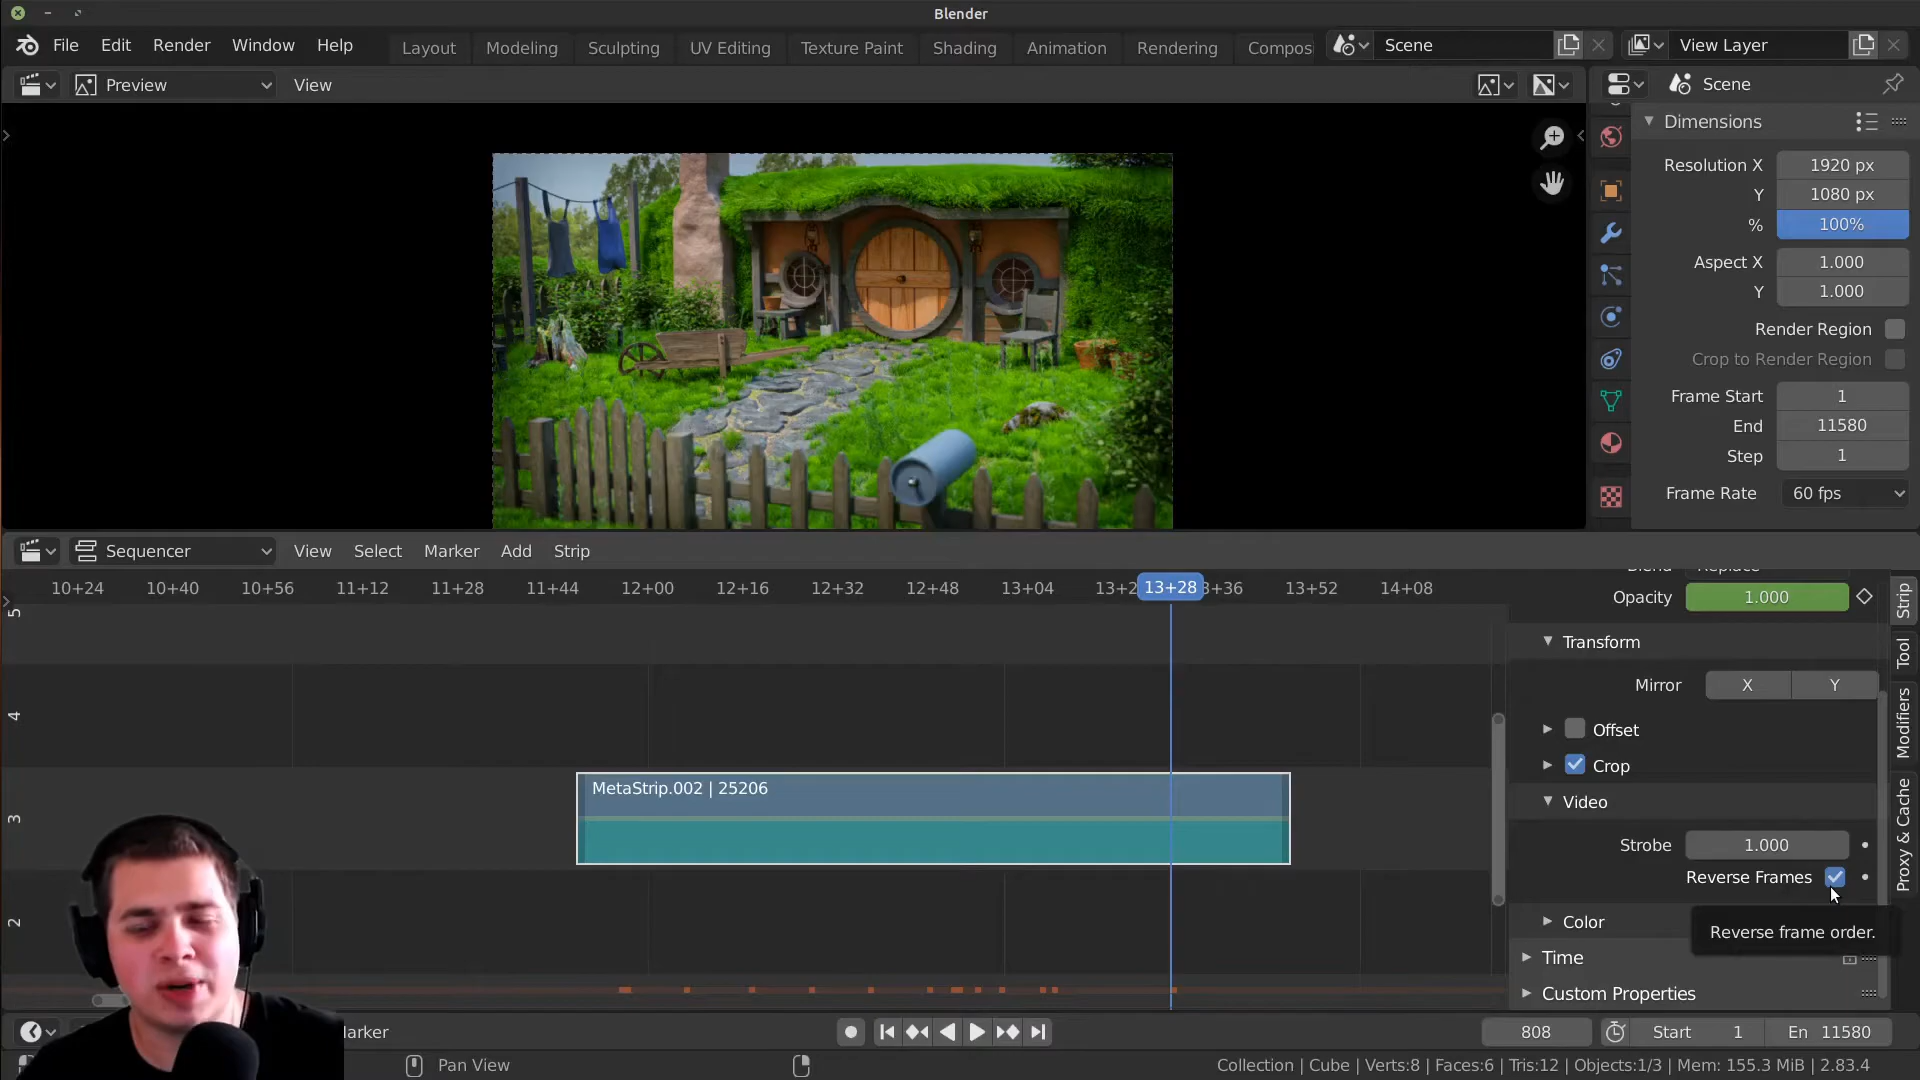 Blender
File Edit Render Window Help Layout Modeling Sculpting UV Editing Texture Paint Shading Animation Rendering Compos Scene View Layer
Preview View Scene
Dimensions
Resolution X 1920 px
Y 1080 px
% 100%
Aspect X 1.000
Y 1.000
Render Region
Crop to Render Region
Frame Start 1
End 11580
Step 1
Frame Rate 60 fps
Sequencer View Select Marker Add Strip
10+24 10+40 10+56 11+12 11+28 11+44 12+00 12+16 12+32 12+48 13+04 13+2 13+28 3+36 13+52 14+08
5
4
3
2
MetaStrip.002 | 25206
Opacity 1.000
Transform
Mirror X Y
Offset
Crop
Video
Strobe 1.000
Reverse Frames
Color
Reverse frame order.
Time
Custom Properties
Strip
Tool
Modifiers
Proxy & Cache
larker 808 Start 1 En 11580
Pan View Collection | Cube | Verts:8 | Faces:6 | Tris:12 | Objects:1/3 | Mem: 155.3 MiB | 2.83.4